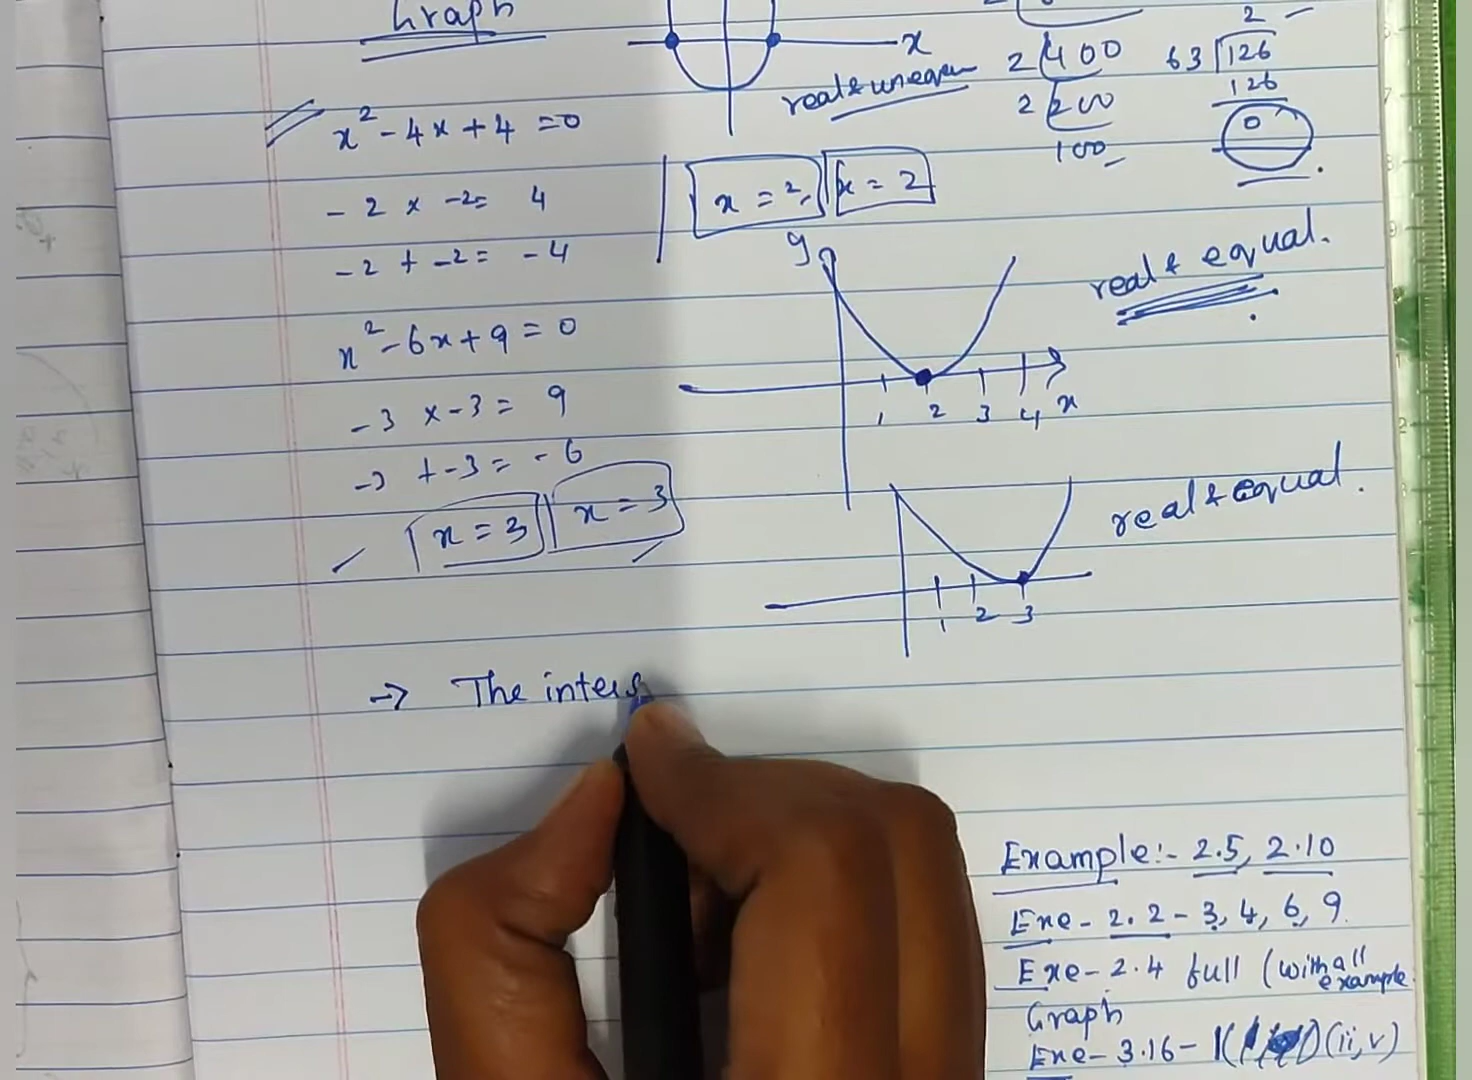 Graph
x
real & unequal
2 400
2 200
100
2
63 126
126
0
x² - 4x + 4 = 0
- 2 x -2 = 4
- 2 + -2 = - 4
x = 2, x = 2
y
real & equal.
1 2 3 4 x
x² - 6x + 9 = 0
- 3 x - 3 = 9
-3 + -3 = - 6
x = 3 x = 3
real & equal.
1 2 3
→ The inters
Example:- 2.5, 2.10
Exe - 2.2 - 3, 4, 6, 9
Exe - 2.4 full (with all
example
Graph
Exe - 3.16 - (ii, v)